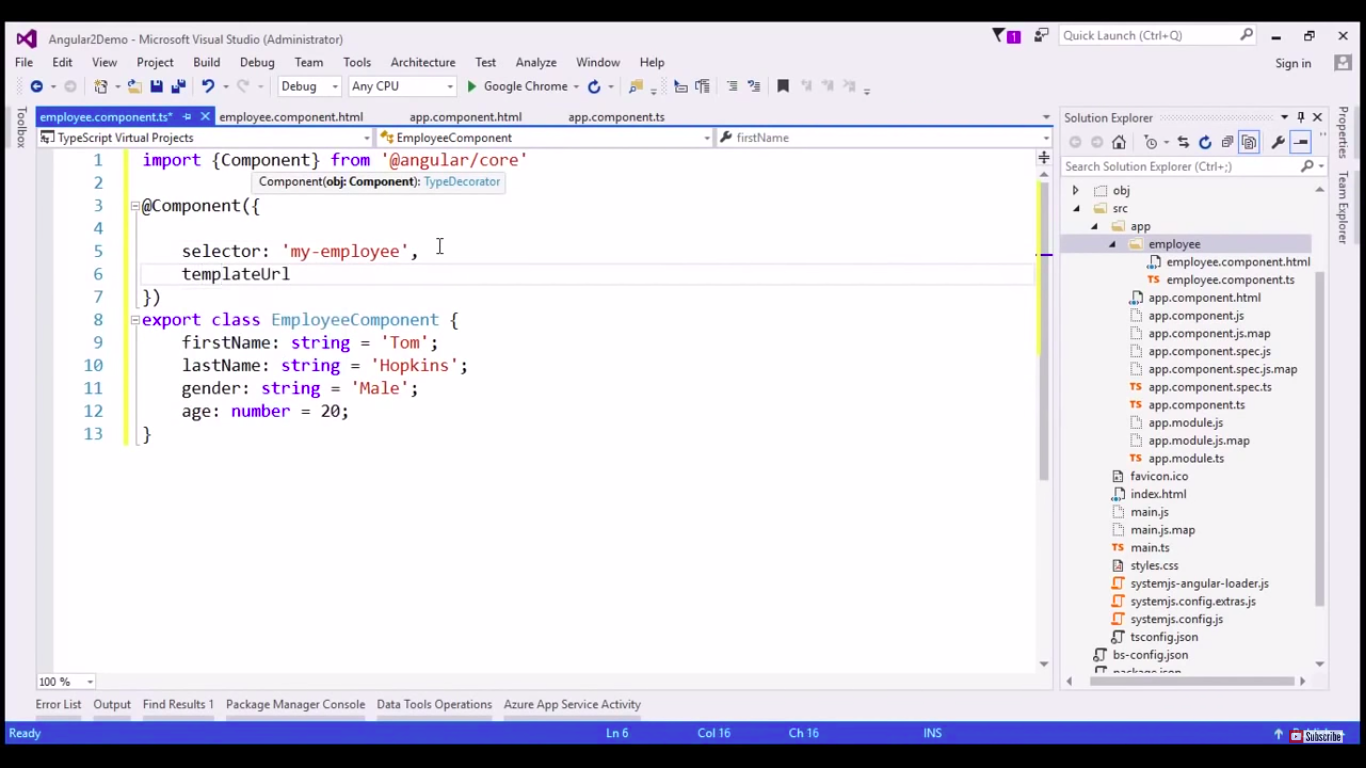 Angular2Demo - Microsoft Visual Studio (Administrator)
1
Quick Launch (Ctrl+Q)
File Edit View Project Build Debug Team Tools Architecture Test Analyze Window Help
Sign in
Debug Any CPU Google Chrome
Toolbox
employee.component.ts* employee.component.html app.component.html app.component.ts
TypeScript Virtual Projects EmployeeComponent firstName
1 import {Component} from '@angular/core'
Component(obj: Component): TypeDecorator
2
3 @Component({
4
5 selector: 'my-employee',
6 templateUrl
7 })
8 export class EmployeeComponent {
9 firstName: string = 'Tom';
10 lastName: string = 'Hopkins';
11 gender: string = 'Male';
12 age: number = 20;
13 }
100 %
Solution Explorer
Search Solution Explorer (Ctrl+;)
obj
src
app
employee
employee.component.html
TS employee.component.ts
app.component.html
app.component.js
app.component.js.map
app.component.spec.js
app.component.spec.js.map
TS app.component.spec.ts
TS app.component.ts
app.module.js
app.module.js.map
TS app.module.ts
favicon.ico
index.html
main.js
main.js.map
TS main.ts
styles.css
systemjs-angular-loader.js
systemjs.config.extras.js
systemjs.config.js
tsconfig.json
bs-config.json
package.json
Properties
Team Explorer
Error List Output Find Results 1 Package Manager Console Data Tools Operations Azure App Service Activity
Ready Ln 6 Col 16 Ch 16 INS
Subscribe